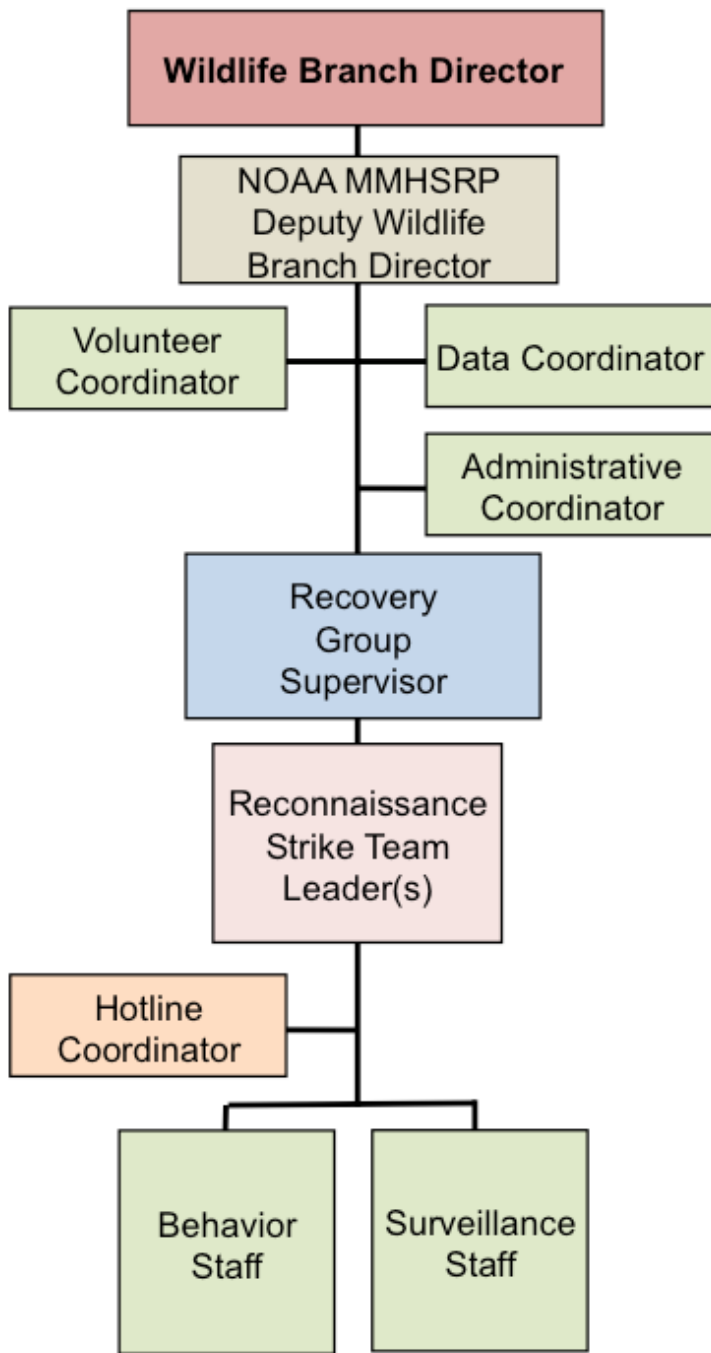 Wildlife Branch Director
NOAA MMHSRP
Deputy Wildlife
Branch Director
Volunteer
Coordinator
Data Coordinator
Administrative
Coordinator
Recovery
Group
Supervisor
Reconnaissance
Strike Team
Leader(s)
Hotline
Coordinator
Behavior
Staff
Surveillance
Staff